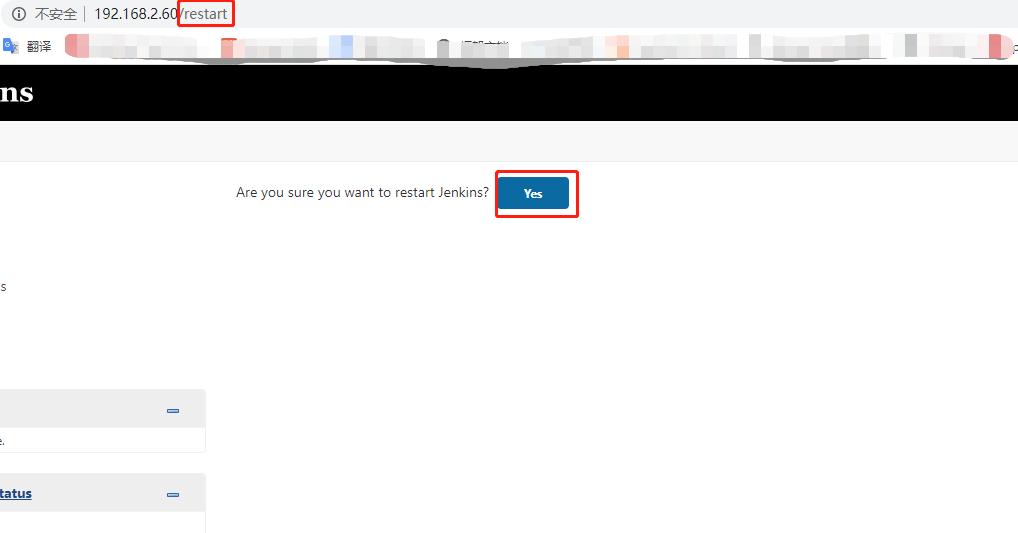 不安全 192.168.2.60/restart
翻译
ns
Are you sure you want to restart Jenkins? Yes
s
e.
tatus